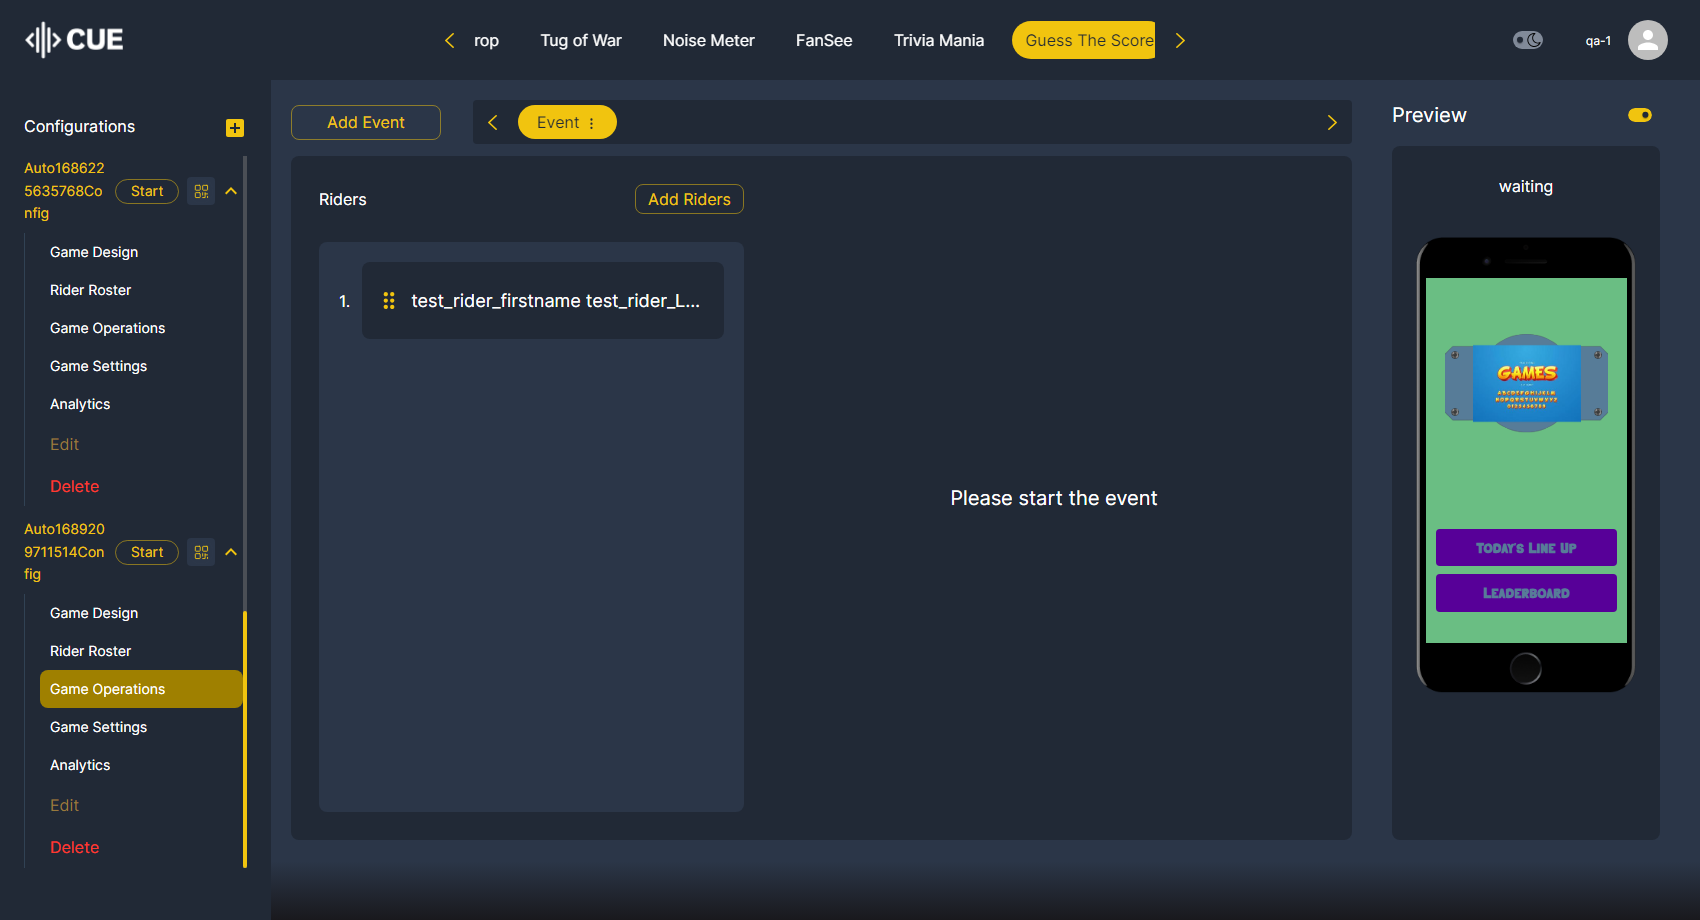 CUE
rop
Tug of War
Noise Meter
FanSee
Trivia Mania
Guess The Score
qa-1
Configurations
Auto168622
5635768Co
nfig
Start
Game Design
Rider Roster
Game Operations
Game Settings
Analytics
Edit
Delete
Auto168920
9711514Con
fig
Start
Game Design
Rider Roster
Game Operations
Game Settings
Analytics
Edit
Delete
Add Event
Event
Riders
Add Riders
1.
test_rider_firstname test_rider_L...
Please start the event
Preview
waiting
GAMES
ABCDEFGHIJKLM
NOPQRSTUVWXYZ
0123456789
Today's Line Up
Leaderboard